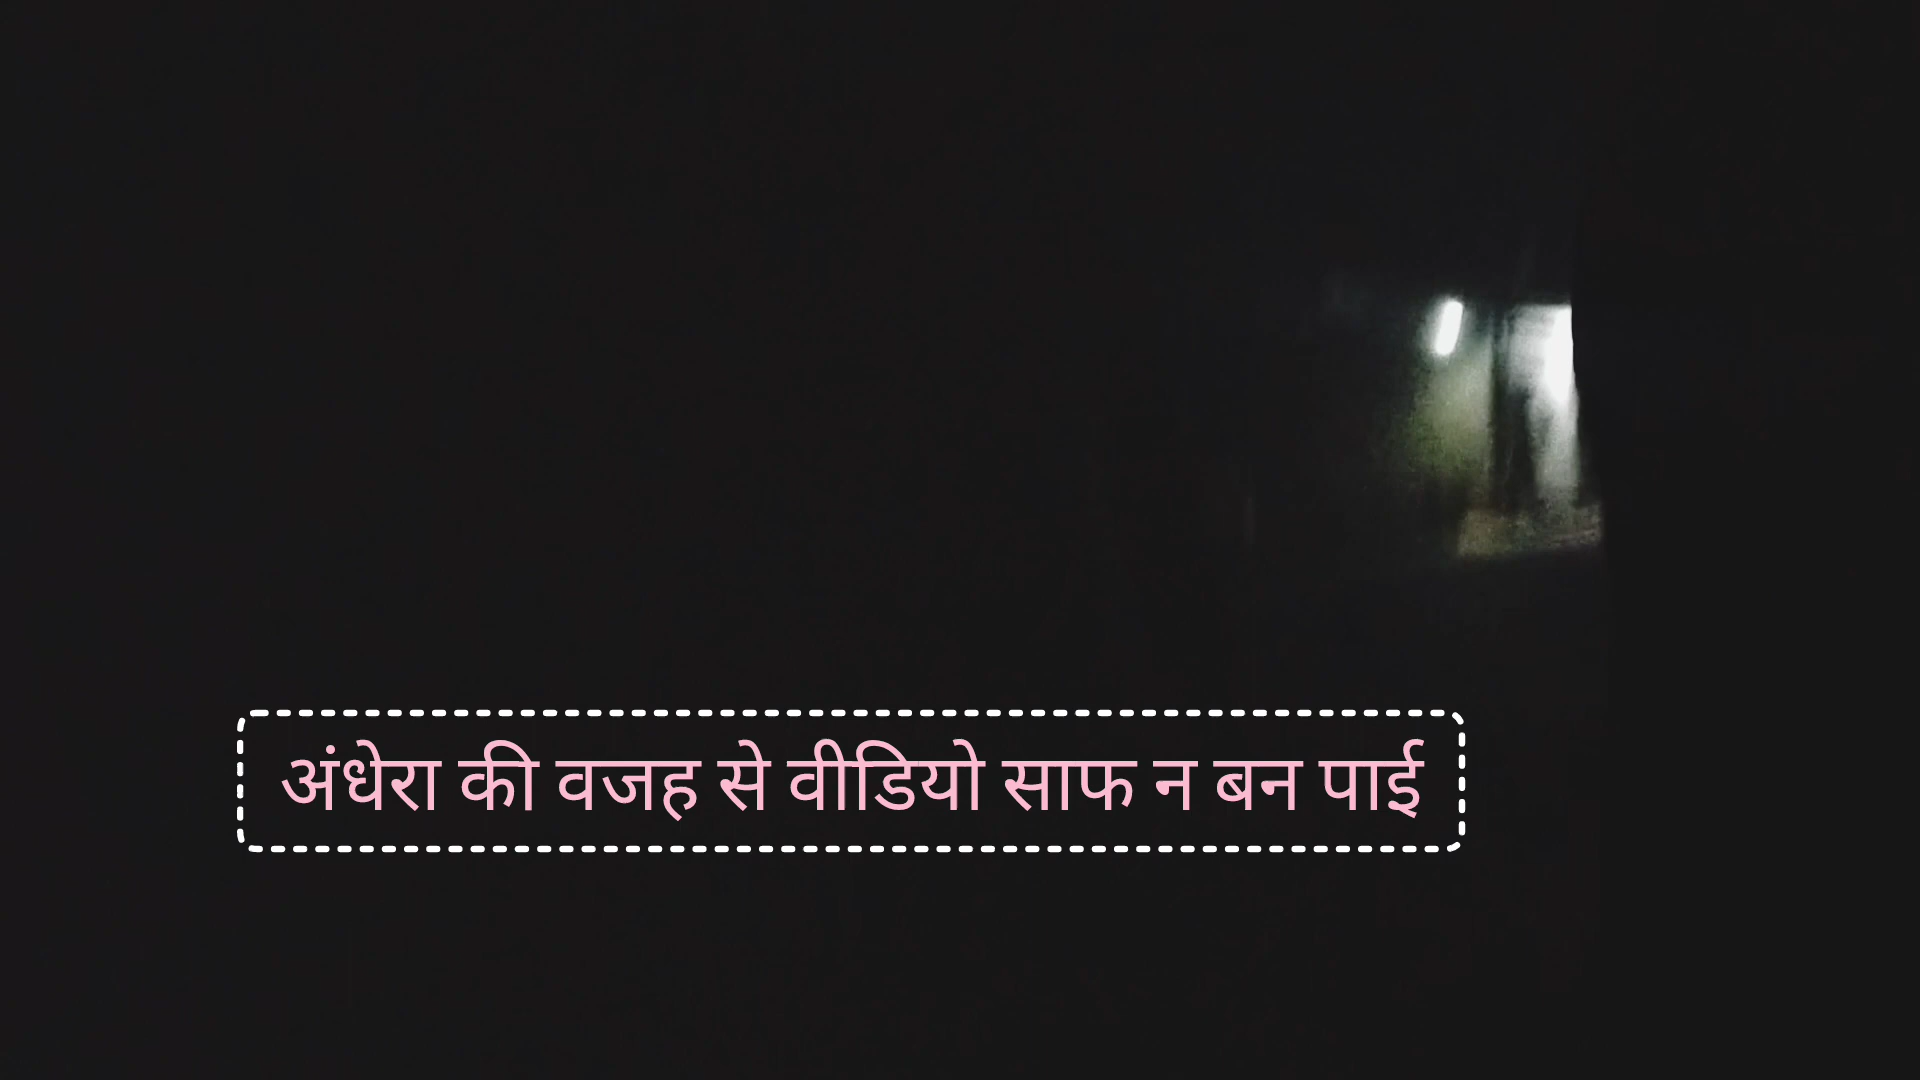 अंधेरा की वजह से वीडियो साफ न बन पाई